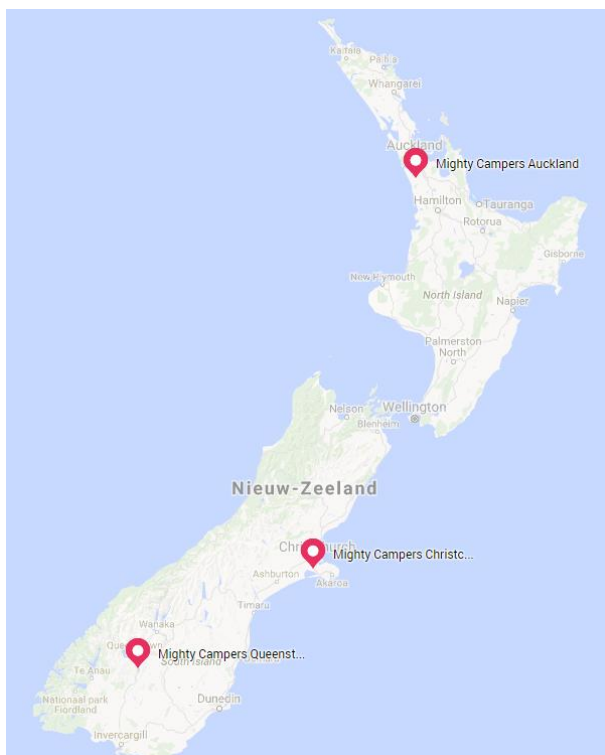 Kaitaia
Paihia
Whangarei
Auckland
Mighty Campers Auckland
Hamilton
Tauranga
Rotorua
Gisborne
New Plymouth
North Island
Napier
Palmerston
North
Nelson
Wellington
Blenheim
Nieuw-Zeeland
Mighty Campers Christc...
Ashburton
Akaroa
Timaru
Wanaka
Mighty Campers Queenst...
South Island
Te Anau
Nationaal park
Fiordland
Dunedin
Invercargill